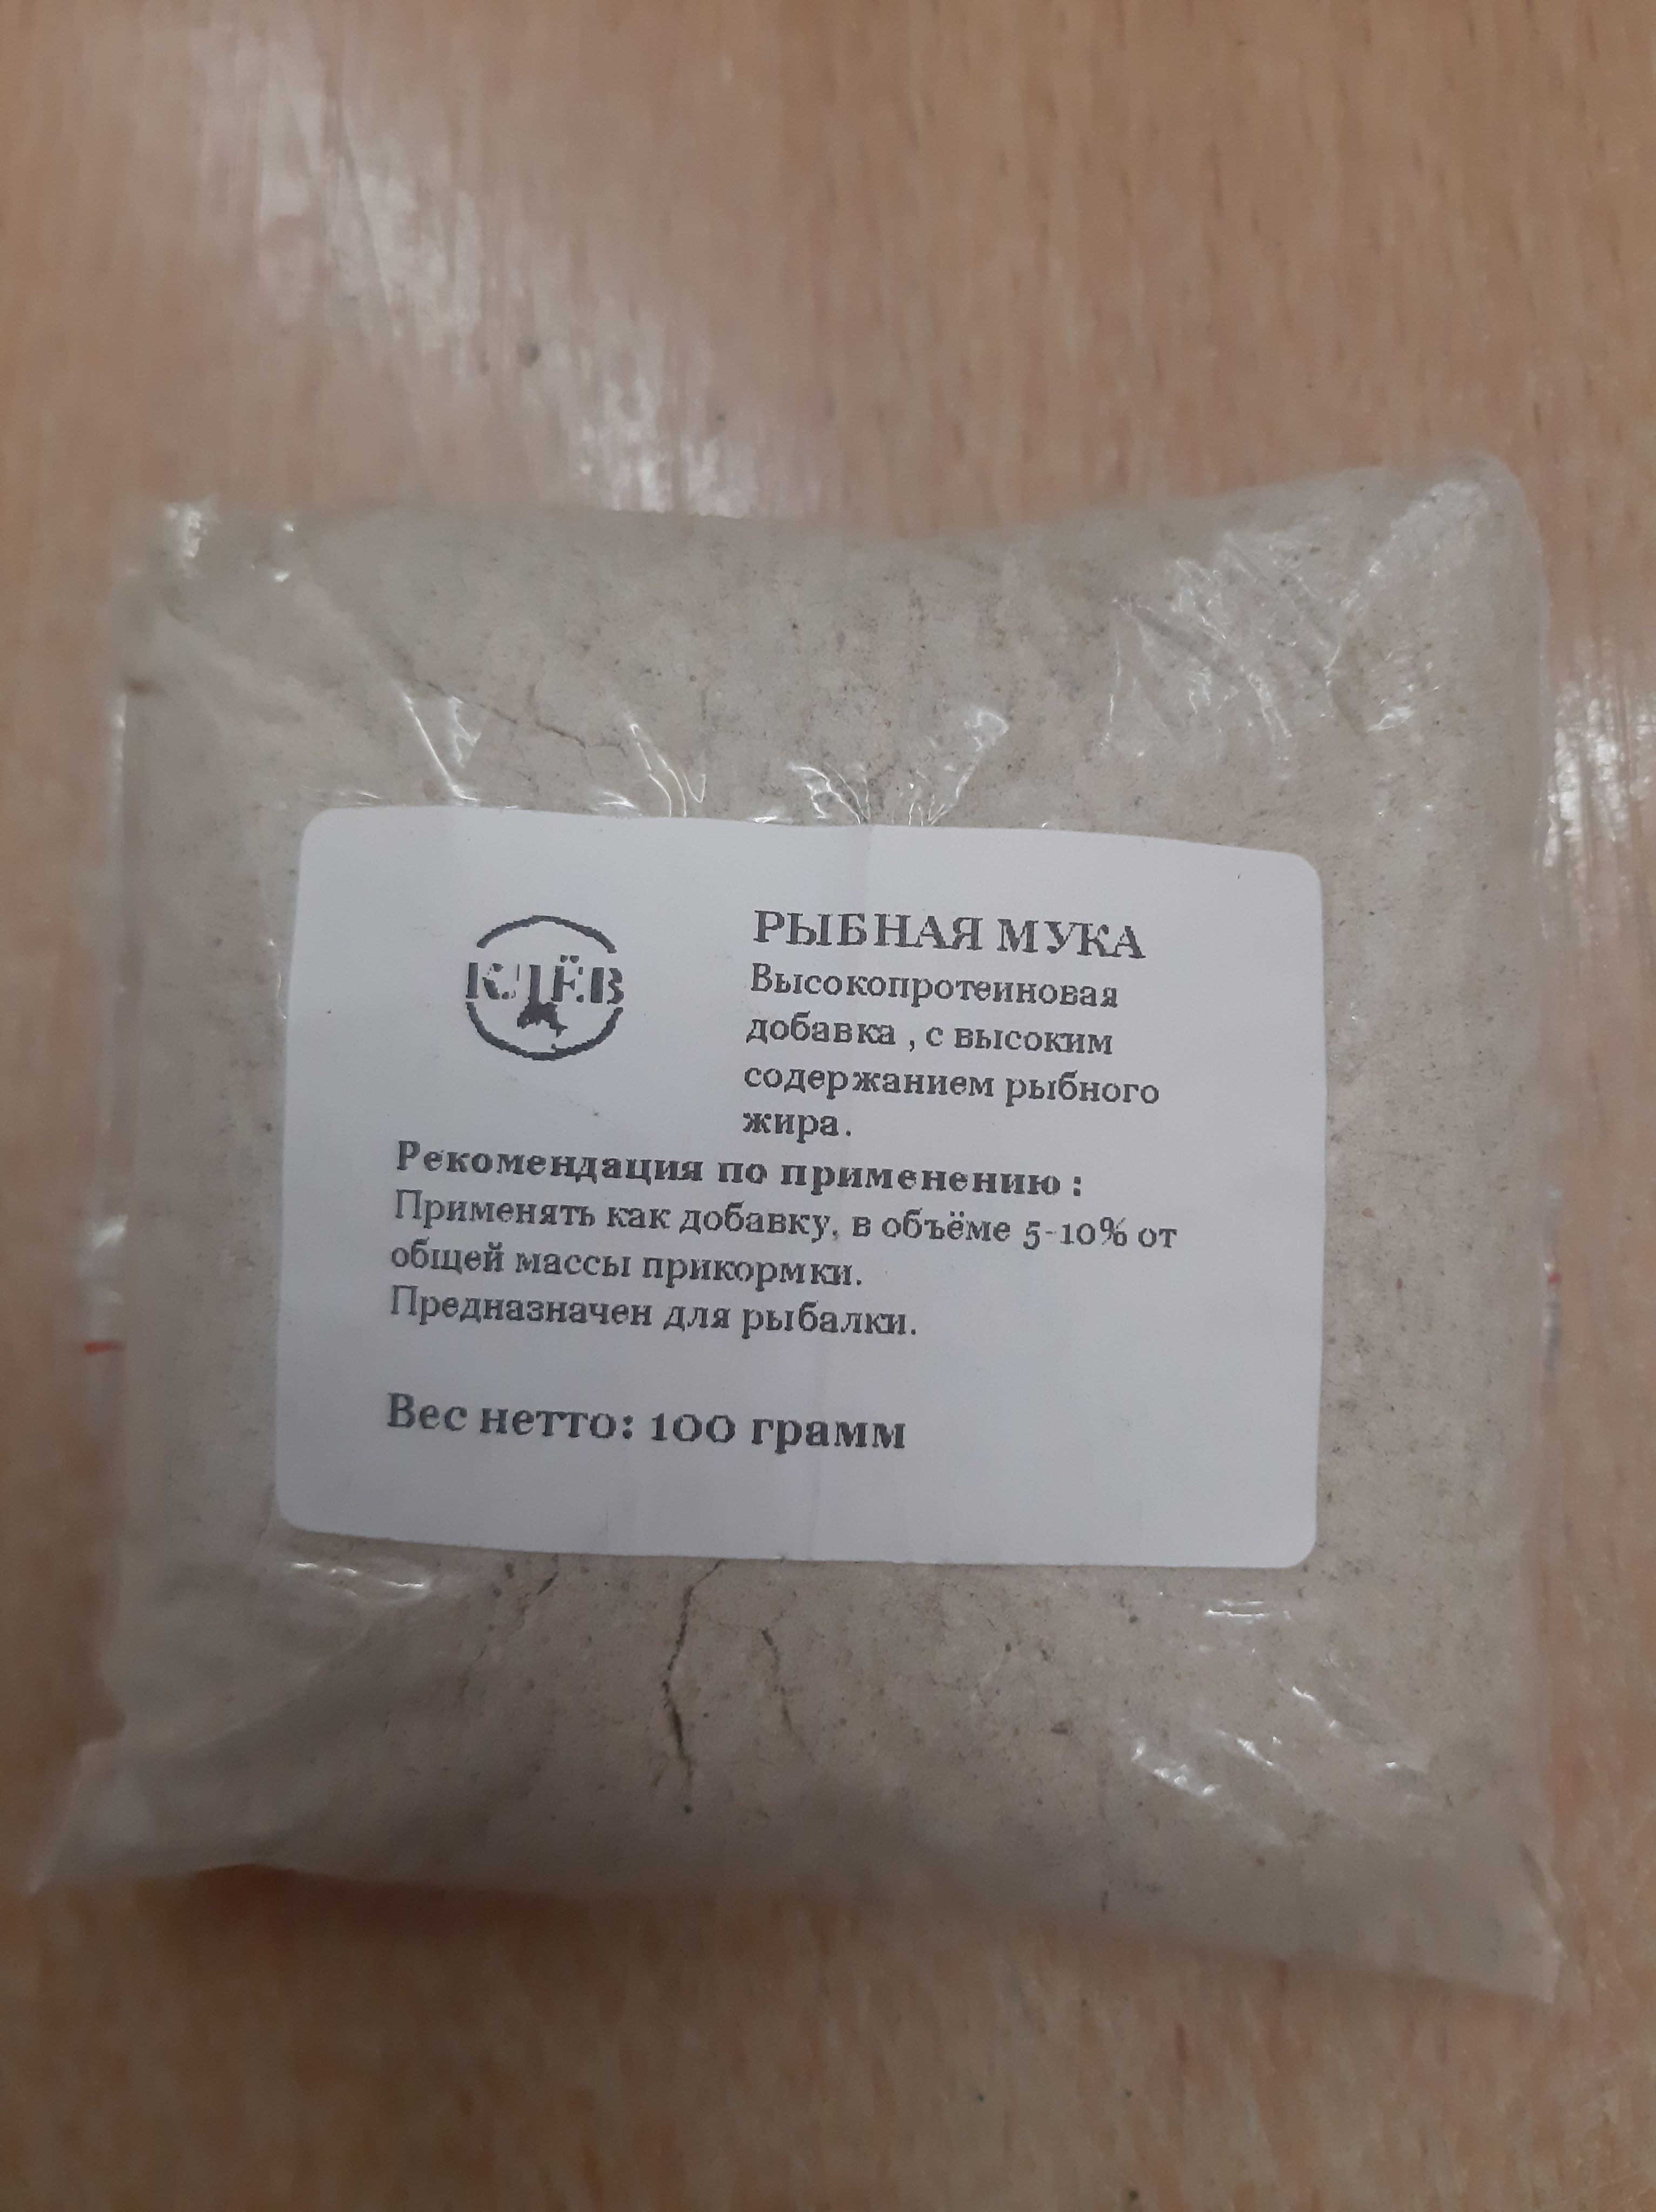 КЛЁВ
РЫБНАЯ МУКА
Высокопротеиновая
добавка , с высоким
содержанием рыбного
жира.
Рекомендация по применению :
Применять как добавку, в объёме 5-10% от
общей массы прикормки.
Предназначен для рыбалки.
Вес нетто: 100 грамм